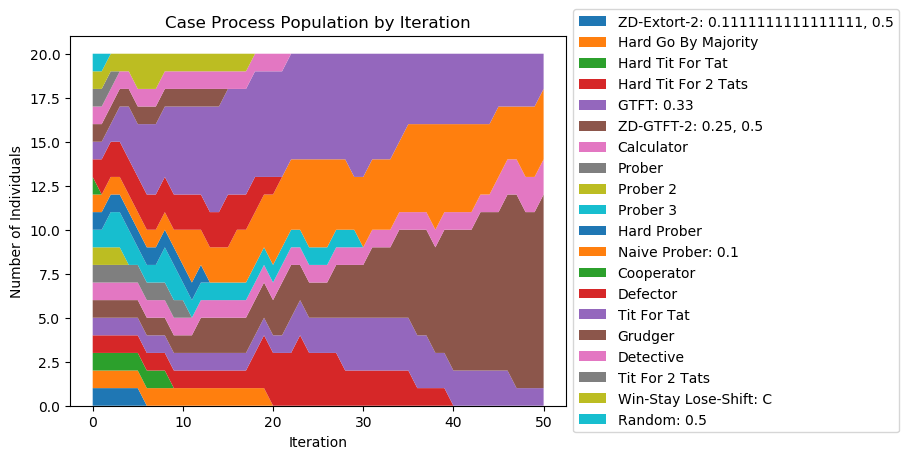 Case Process Population by Iteration
20.0
17.5
15.0
12.5
10.0
7.5
5.0
2.5
0.0
Number of Individuals
0 10 20 30 40 50
Iteration
ZD-Extort-2: 0.1111111111111111, 0.5
Hard Go By Majority
Hard Tit For Tat
Hard Tit For 2 Tats
GTFT: 0.33
ZD-GTFT-2: 0.25, 0.5
Calculator
Prober
Prober 2
Prober 3
Hard Prober
Naive Prober: 0.1
Cooperator
Defector
Tit For Tat
Grudger
Detective
Tit For 2 Tats
Win-Stay Lose-Shift: C
Random: 0.5